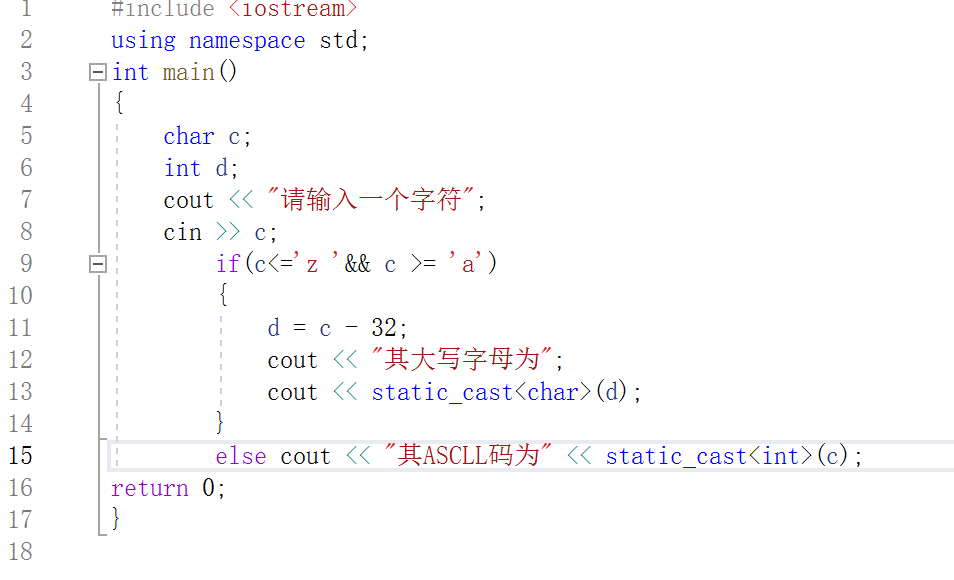 1 #include <iostream>
2 using namespace std;
3 int main()
4 {
5 char c;
6 int d;
7 cout << "请输入一个字符";
8 cin >> c;
9 if(c<='z '&& c >= 'a')
10 {
11 d = c - 32;
12 cout << "其大写字母为";
13 cout << static_cast<char>(d);
14 }
15 else cout << "其ASCLL码为" << static_cast<int>(c);
16 return 0;
17 }
18